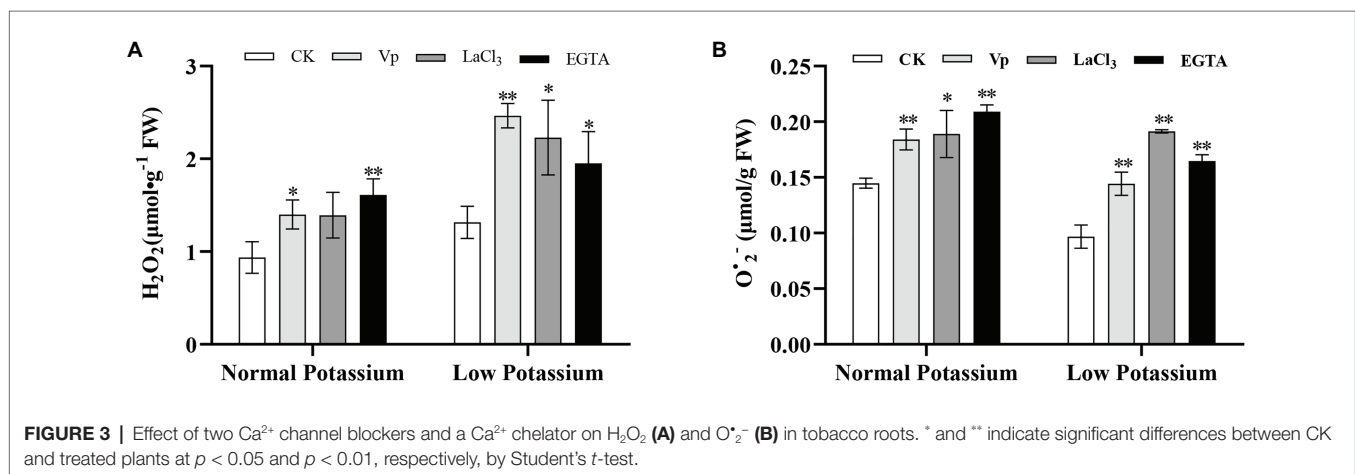 A
CK Vp LaCl₃ EGTA
H₂O₂(μmol•g⁻¹ FW)
3
2
1
0
* ** ** * *
Normal Potassium Low Potassium
B
CK Vp LaCl₃ EGTA
O•₂⁻ (μmol/g FW)
0.25
0.20
0.15
0.10
0.05
0.00
** * ** ** ** **
Normal Potassium Low Potassium
FIGURE 3 | Effect of two Ca²⁺ channel blockers and a Ca²⁺ chelator on H₂O₂ (A) and O•₂⁻ (B) in tobacco roots. * and ** indicate significant differences between CK
and treated plants at p < 0.05 and p < 0.01, respectively, by Student's t-test.